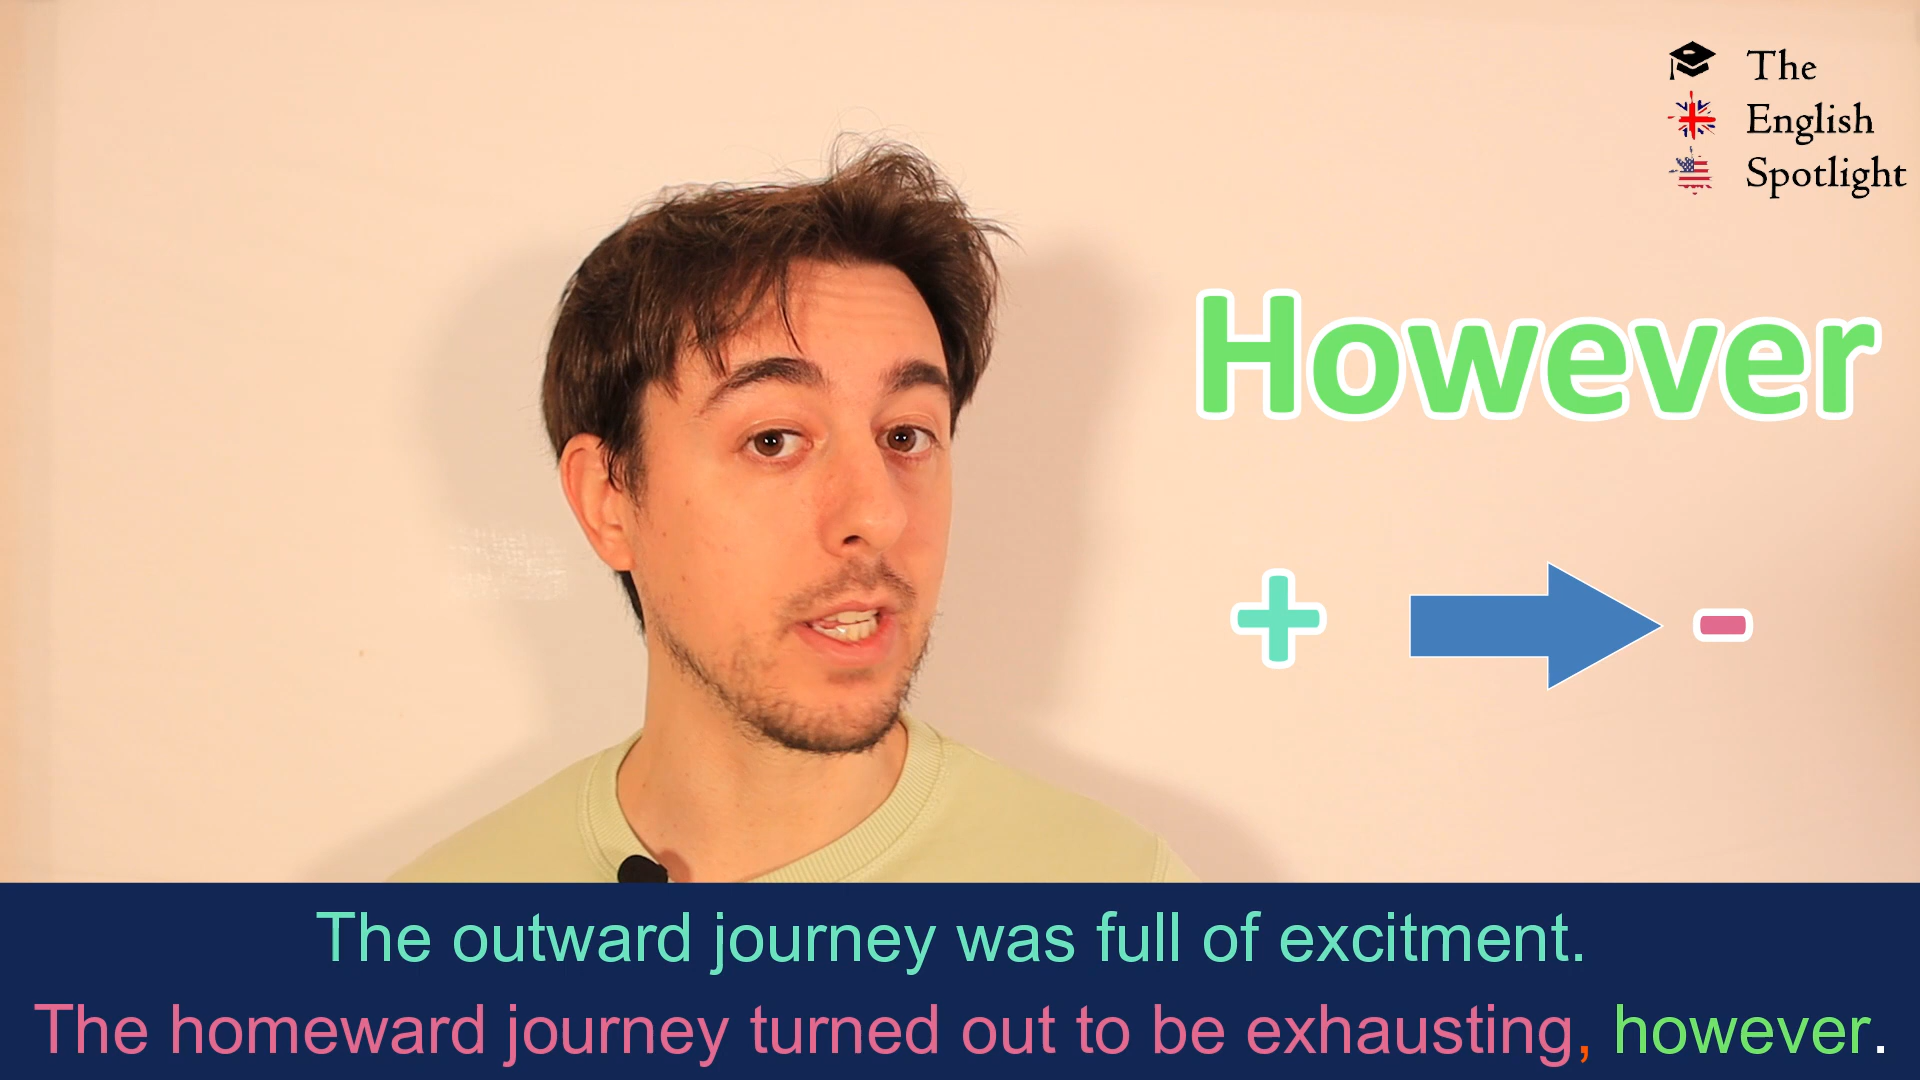 The
English
Spotlight
However
+ -
The outward journey was full of excitment.
The homeward journey turned out to be exhausting, however.